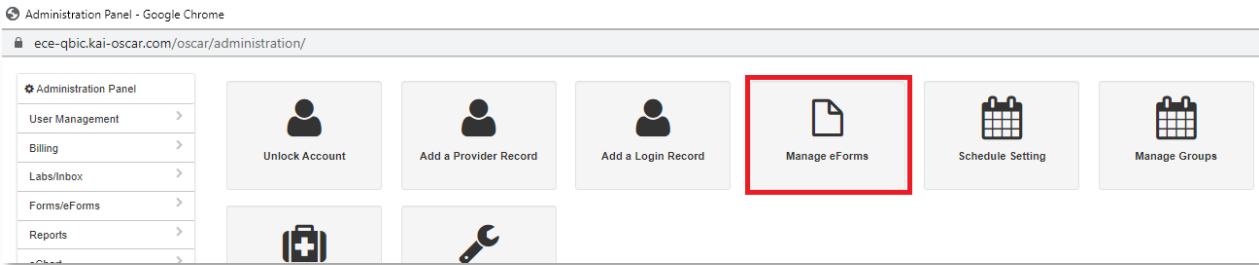 Administration Panel - Google Chrome
ece-qbic.kai-oscar.com/oscar/administration/
Administration Panel
User Management
Billing
Labs/Inbox
Forms/eForms
Reports
eChart
Unlock Account
Add a Provider Record
Add a Login Record
Manage eForms
Schedule Setting
Manage Groups